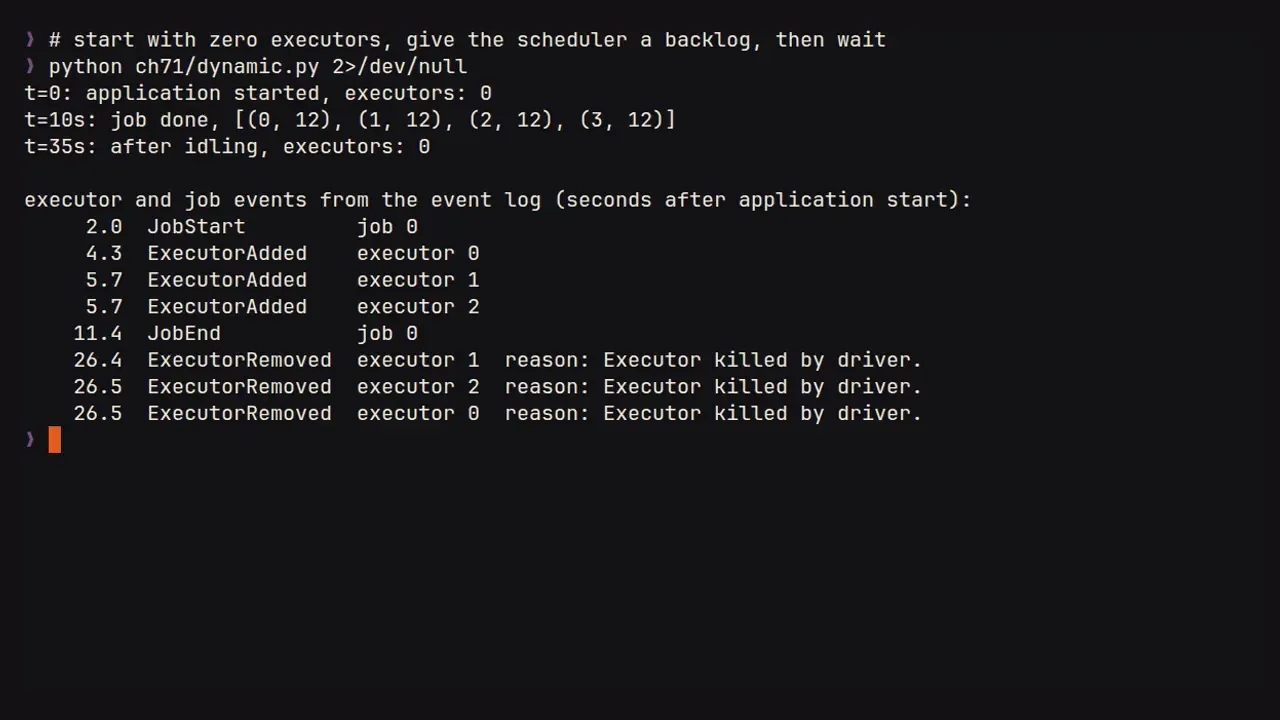 ❯ # start with zero executors, give the scheduler a backlog, then wait
❯ python ch71/dynamic.py 2>/dev/null
t=0: application started, executors: 0
t=10s: job done, [(0, 12), (1, 12), (2, 12), (3, 12)]
t=35s: after idling, executors: 0
executor and job events from the event log (seconds after application start):
2.0 JobStart job 0
4.3 ExecutorAdded executor 0
5.7 ExecutorAdded executor 1
5.7 ExecutorAdded executor 2
11.4 JobEnd job 0
26.4 ExecutorRemoved executor 1 reason: Executor killed by driver.
26.5 ExecutorRemoved executor 2 reason: Executor killed by driver.
26.5 ExecutorRemoved executor 0 reason: Executor killed by driver.
❯